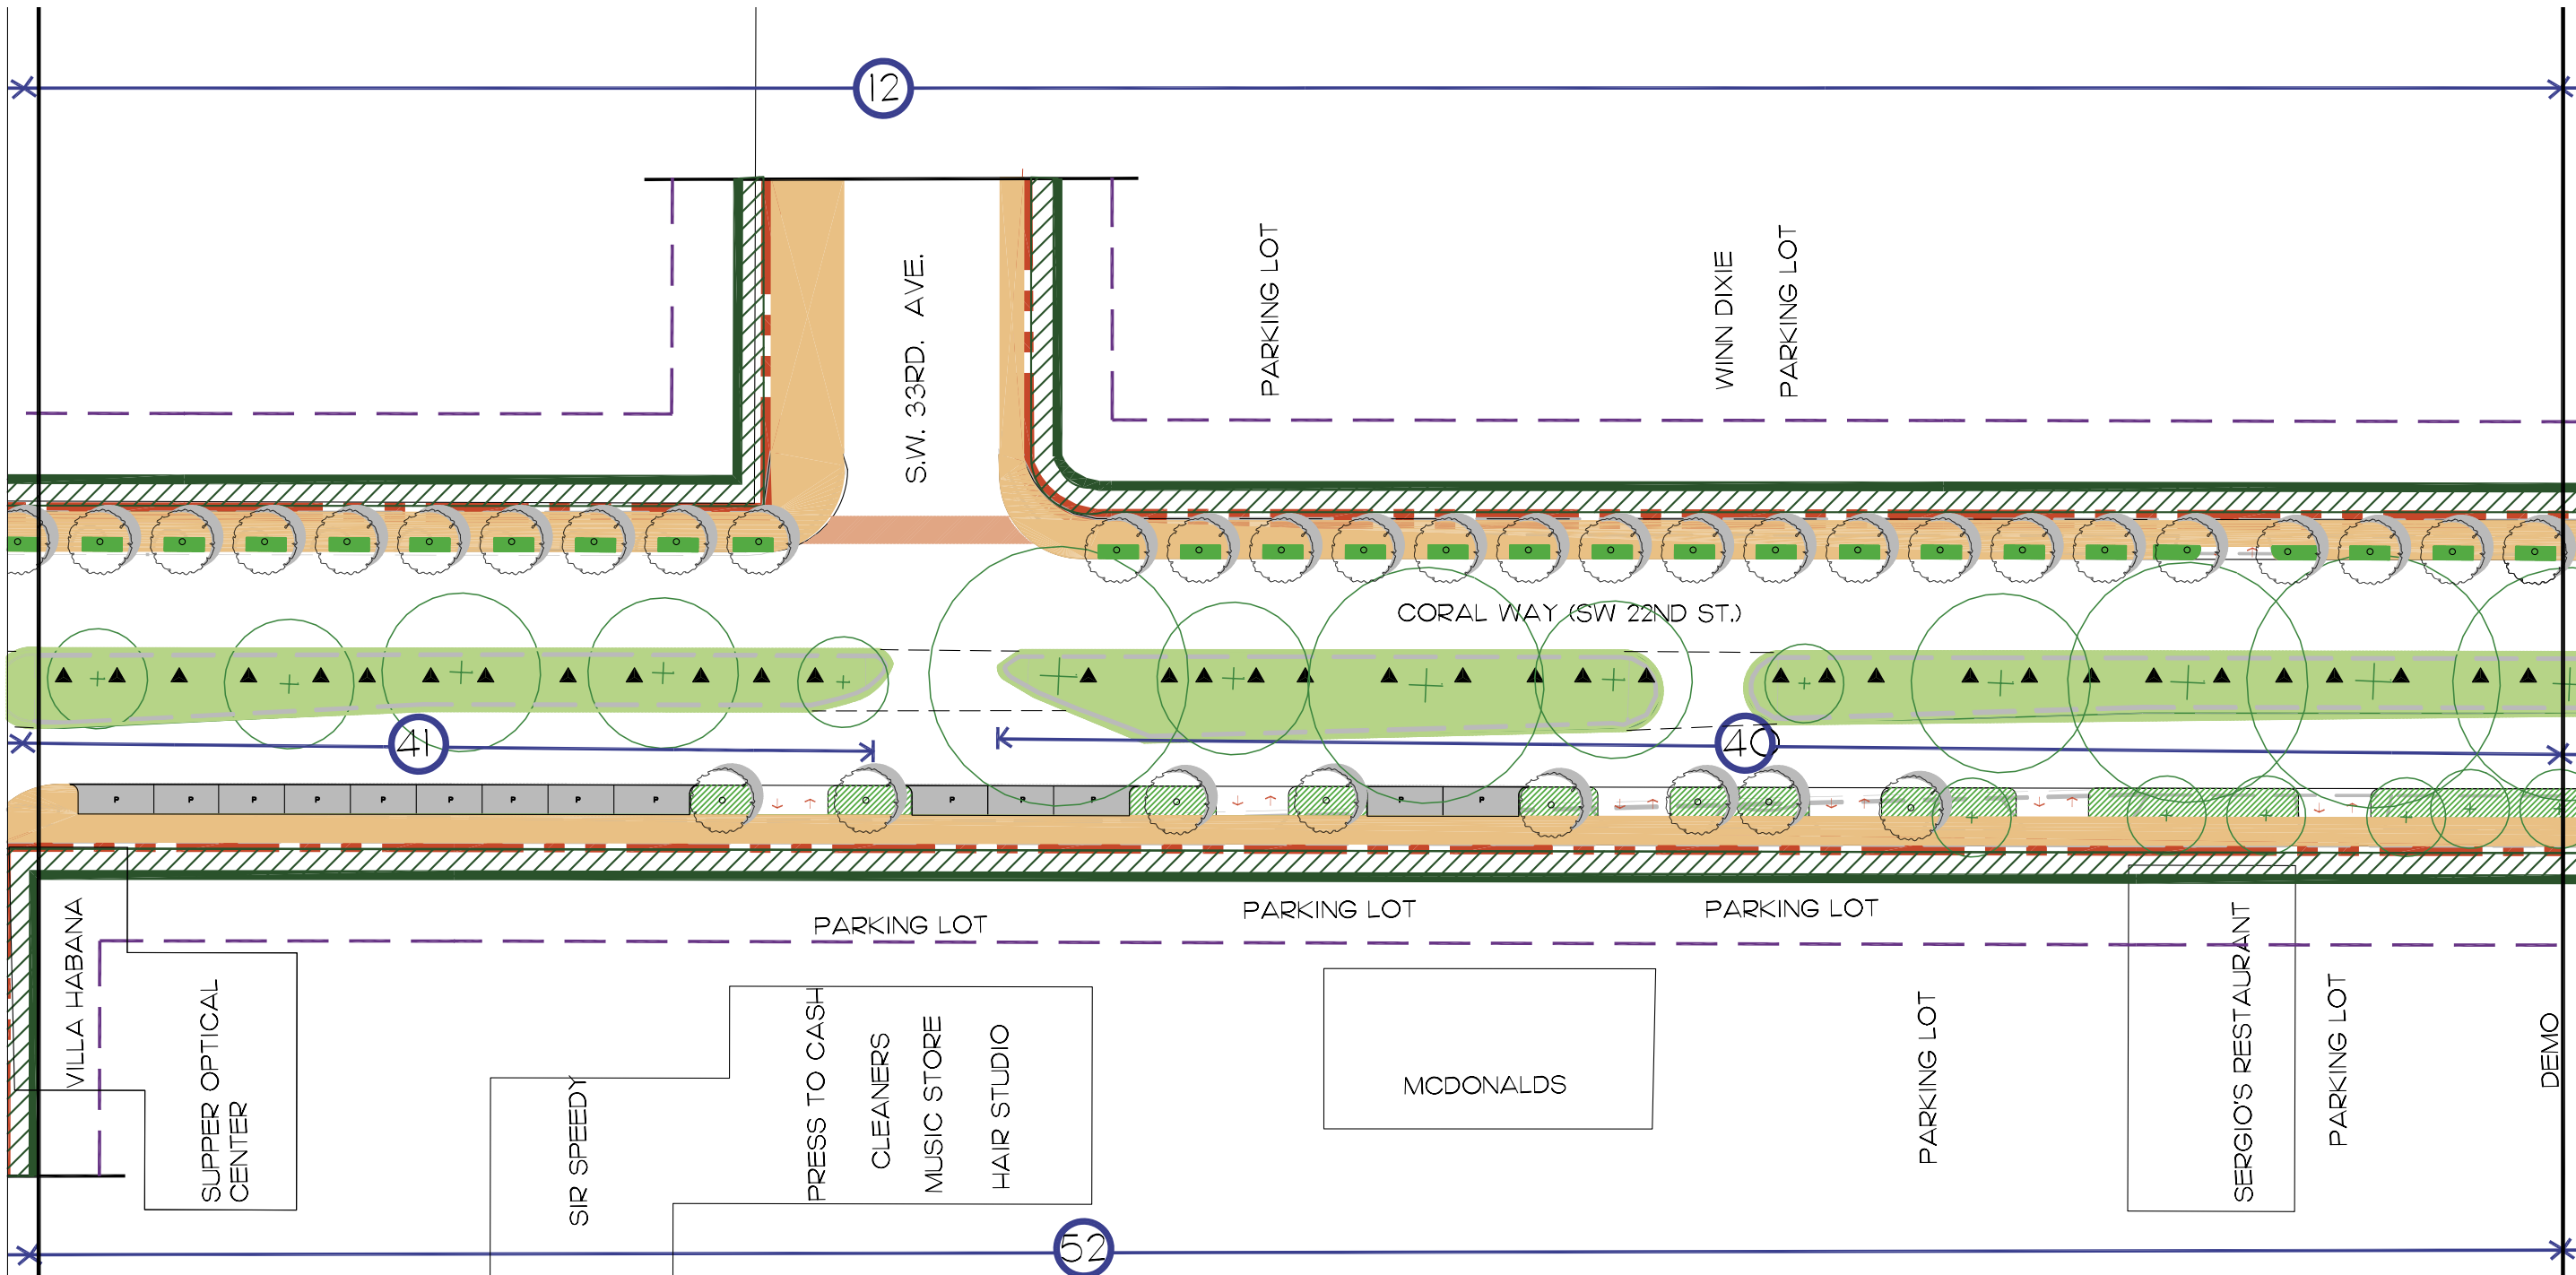 12
S.W. 33RD. AVE.
PARKING LOT
WINN DIXIE
PARKING LOT
CORAL WAY (SW 22ND ST.)
41
40
P P P P P P P P P P P P P P
VILLA HABANA
SUPPER OPTICAL
CENTER
SIR SPEEDY
PARKING LOT
PRESS TO CASH
CLEANERS
MUSIC STORE
HAIR STUDIO
PARKING LOT
MCDONALDS
PARKING LOT
PARKING LOT
SERGIO'S RESTAURANT
PARKING LOT
DEMO
52